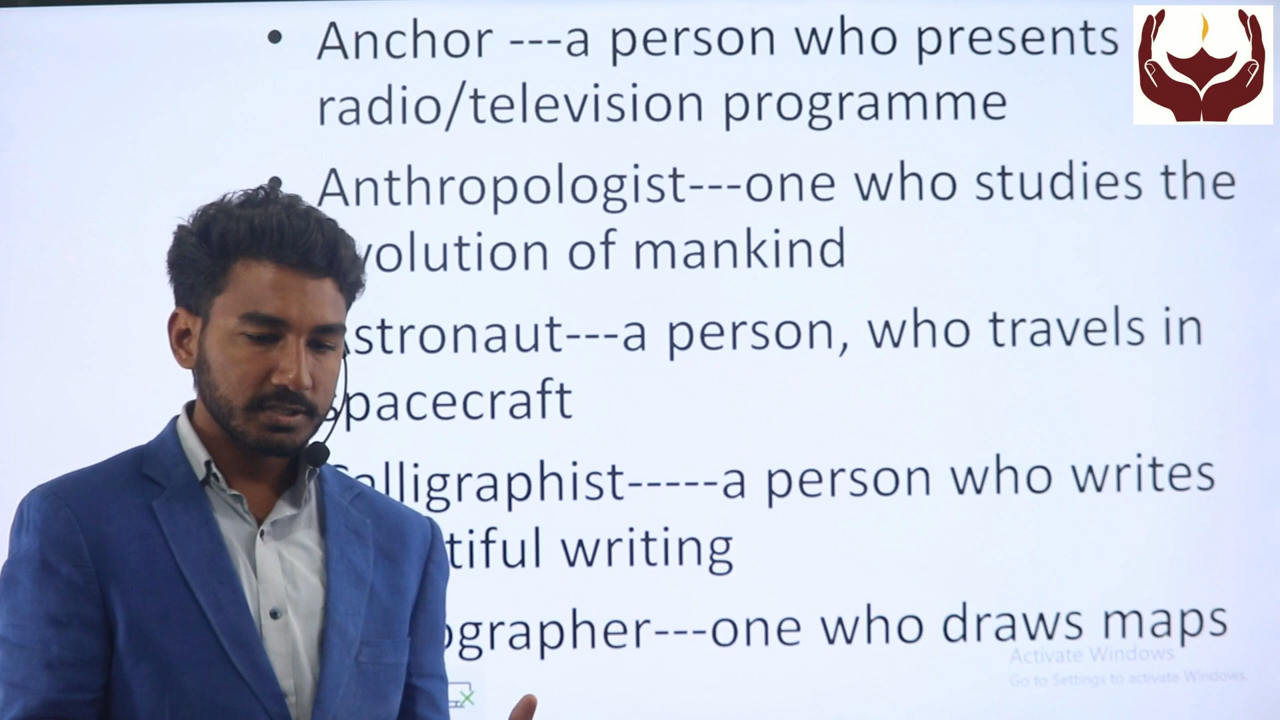 • Anchor ---a person who presents
radio/television programme
Anthropologist---one who studies the
volution of mankind
stronaut---a person, who travels in
spacecraft
alligraphist-----a person who writes
tiful writing
ographer---one who draws maps
Activate Windows
Go to Settings to activate Windows.